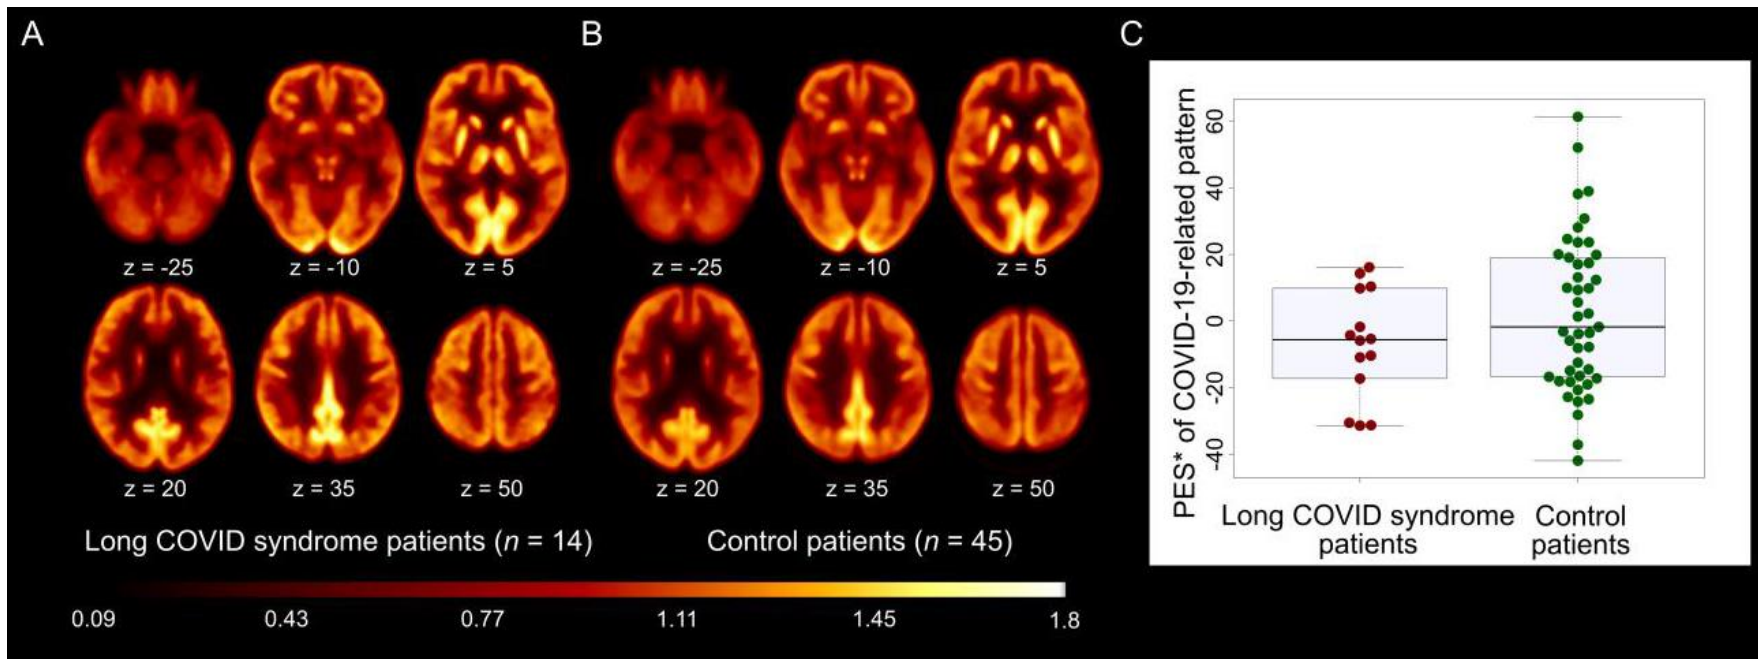 A
B
C
z = -25
z = -10
z = 5
z = -25
z = -10
z = 5
z = 20
z = 35
z = 50
z = 20
z = 35
z = 50
Long COVID syndrome patients (n = 14)
Control patients (n = 45)
0.09
0.43
0.77
1.11
1.45
1.8
PES* of COVID-19-related pattern
60
40
20
0
-20
-40
Long COVID syndrome
patients
Control
patients